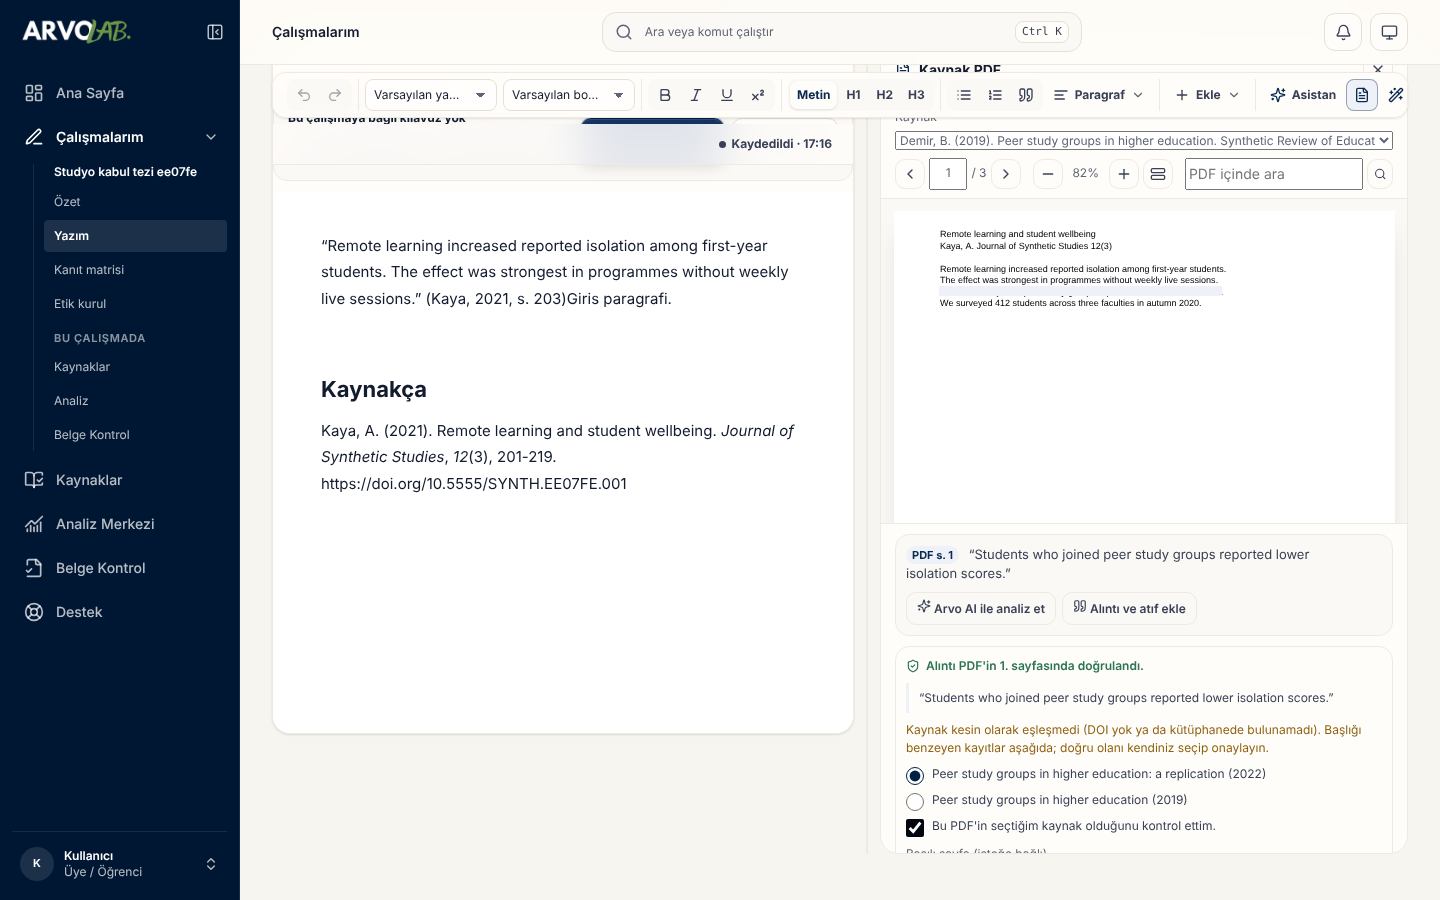 ARVOLAB.
Çalışmalarım
Ara veya komut çalıştır
Ctrl K
Ana Sayfa
Çalışmalarım
Studyo kabul tezi ee07fe
Özet
Yazım
Kanıt matrisi
Etik kurul
BU ÇALIŞMADA
Kaynaklar
Analiz
Belge Kontrol
Kaynaklar
Analiz Merkezi
Belge Kontrol
Destek
K
Kullanıcı
Üye / Öğrenci
Varsayılan ya...
Varsayılan bo...
B
I
U
x²
Metin
H1
H2
H3
Paragraf
Ekle
Asistan
Bu çalışmaya bağlı kılavuz yok
Kaydedildi · 17:16
“Remote learning increased reported isolation among first-year
students. The effect was strongest in programmes without weekly
live sessions.” (Kaya, 2021, s. 203)Giris paragrafi.
Kaynakça
Kaya, A. (2021). Remote learning and student wellbeing. Journal of
Synthetic Studies, 12(3), 201-219.
https://doi.org/10.5555/SYNTH.EE07FE.001
Kaynak PDF
Kaynak
Demir, B. (2019). Peer study groups in higher education. Synthetic Review of Educat
1
/ 3
82%
PDF içinde ara
Remote learning and student wellbeing
Kaya, A. Journal of Synthetic Studies 12(3)
Remote learning increased reported isolation among first-year students.
The effect was strongest in programmes without weekly live sessions.
We surveyed 412 students across three faculties in autumn 2020.
PDF s. 1 “Students who joined peer study groups reported lower
isolation scores.”
Arvo AI ile analiz et
Alıntı ve atıf ekle
Alıntı PDF'in 1. sayfasında doğrulandı.
“Students who joined peer study groups reported lower isolation scores.”
Kaynak kesin olarak eşleşmedi (DOI yok ya da kütüphanede bulunamadı). Başlığı
benzeyen kayıtlar aşağıda; doğru olanı kendiniz seçip onaylayın.
Peer study groups in higher education: a replication (2022)
Peer study groups in higher education (2019)
Bu PDF'in seçtiğim kaynak olduğunu kontrol ettim.
Basılı sayfa (isteğe bağlı)